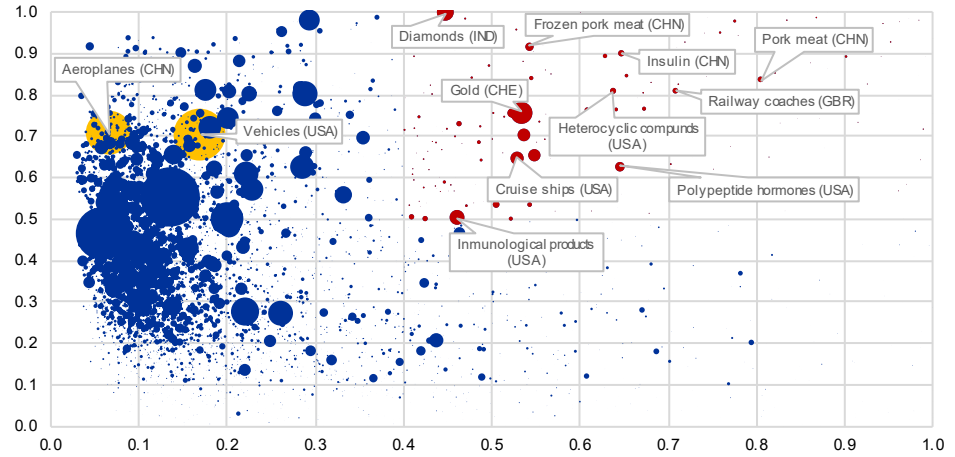 1.0
0.9
0.8
0.7
0.6
0.5
0.4
0.3
0.2
0.1
0.0
Diamonds (IND)
Frozen pork meat (CHN)
Pork meat (CHN)
Insulin (CHN)
Aeroplanes (CHN)
Gold (CHE)
Railway coaches (GBR)
Vehicles (USA)
Heterocyclic compunds
(USA)
Cruise ships (USA)
Polypeptide hormones (USA)
Inmunological products
(USA)
0.0 0.1 0.2 0.3 0.4 0.5 0.6 0.7 0.8 0.9 1.0